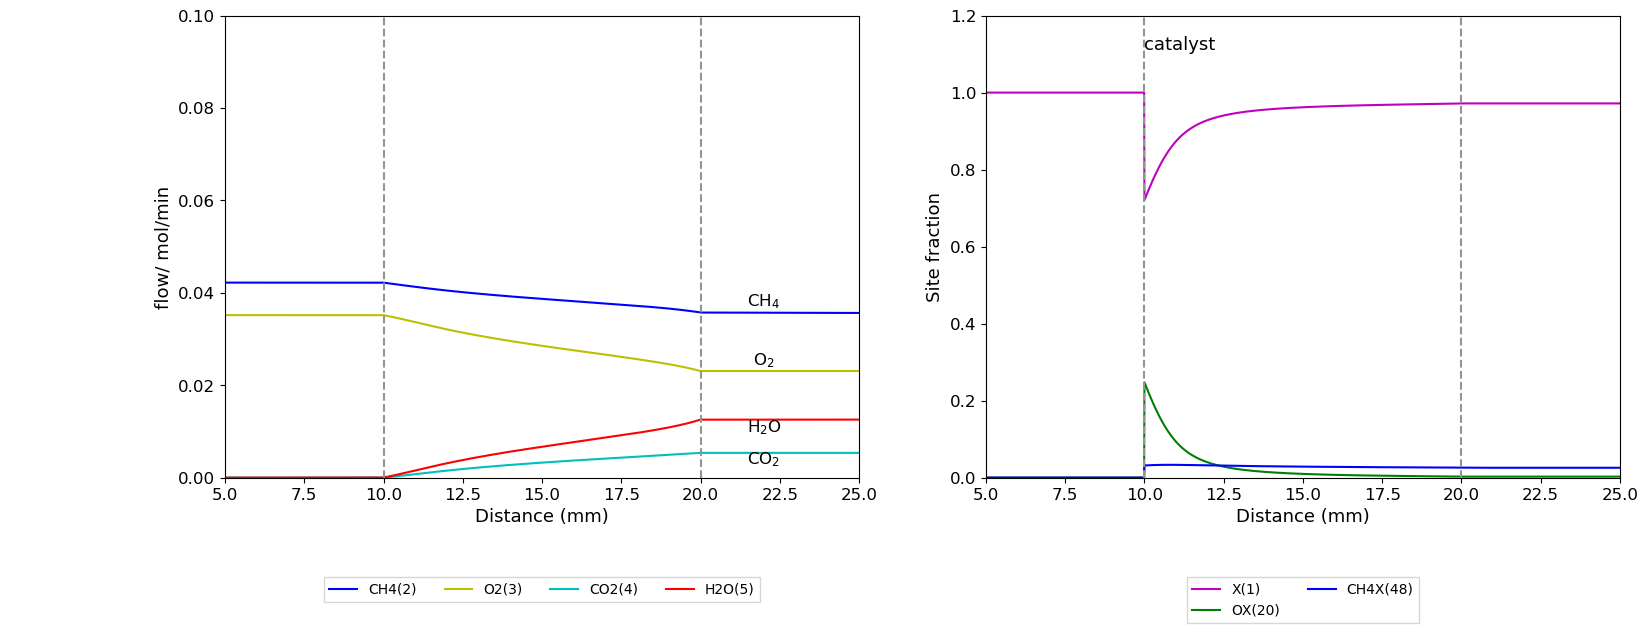 flow/ mol/min
0.10
0.08
0.06
0.04
0.02
0.00
CH4
O2
H2O
CO2
5.0 7.5 10.0 12.5 15.0 17.5 20.0 22.5 25.0
Distance (mm)
CH4(2) O2(3) CO2(4) H2O(5)
Site fraction
1.2
1.0
0.8
0.6
0.4
0.2
0.0
catalyst
5.0 7.5 10.0 12.5 15.0 17.5 20.0 22.5 25.0
Distance (mm)
X(1) CH4X(48)
OX(20)